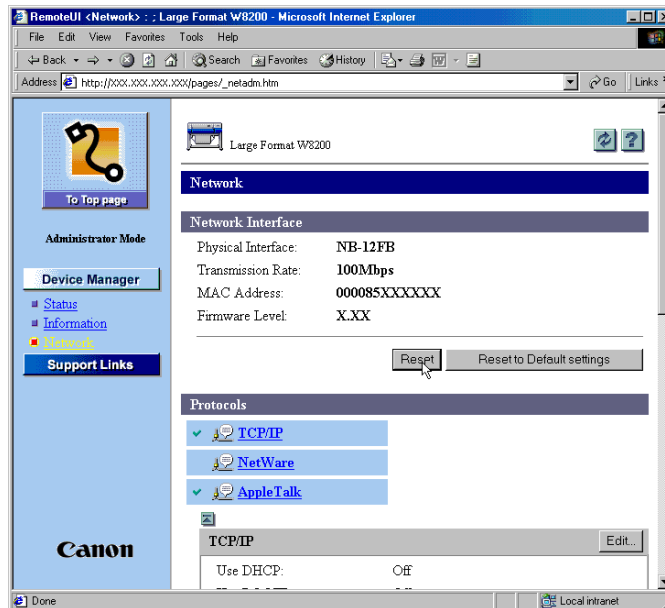 RemoteUI <Network> : ; Large Format W8200 - Microsoft Internet Explorer
File Edit View Favorites Tools Help
Back Search Favorites History
Address http://XXX.XXX.XXX.XXX/pages/_netadm.htm Go Links
Large Format W8200
To Top page
Network
Administrator Mode
Network Interface
Physical Interface: NB-12FB
Transmission Rate: 100Mbps
MAC Address: 000085XXXXXX
Firmware Level: X.XX
Device Manager
Status
Information
Network
Support Links
Reset Reset to Default settings
Protocols
TCP/IP
NetWare
AppleTalk
TCP/IP Edit...
Use DHCP: Off
Canon
Done Local intranet